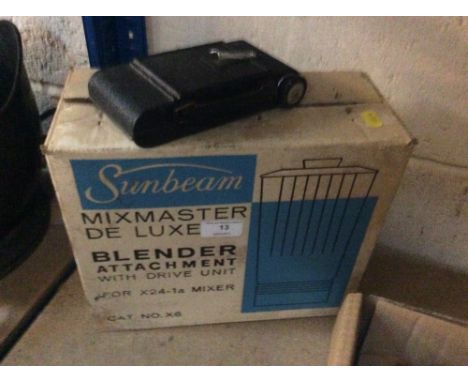 Sunbeam
MIXMASTER
DE LUXE
13
BLENDER
ATTACHMENT
WITH DRIVE UNIT
FOR X24-1a MIXER
CAT. NO. X6